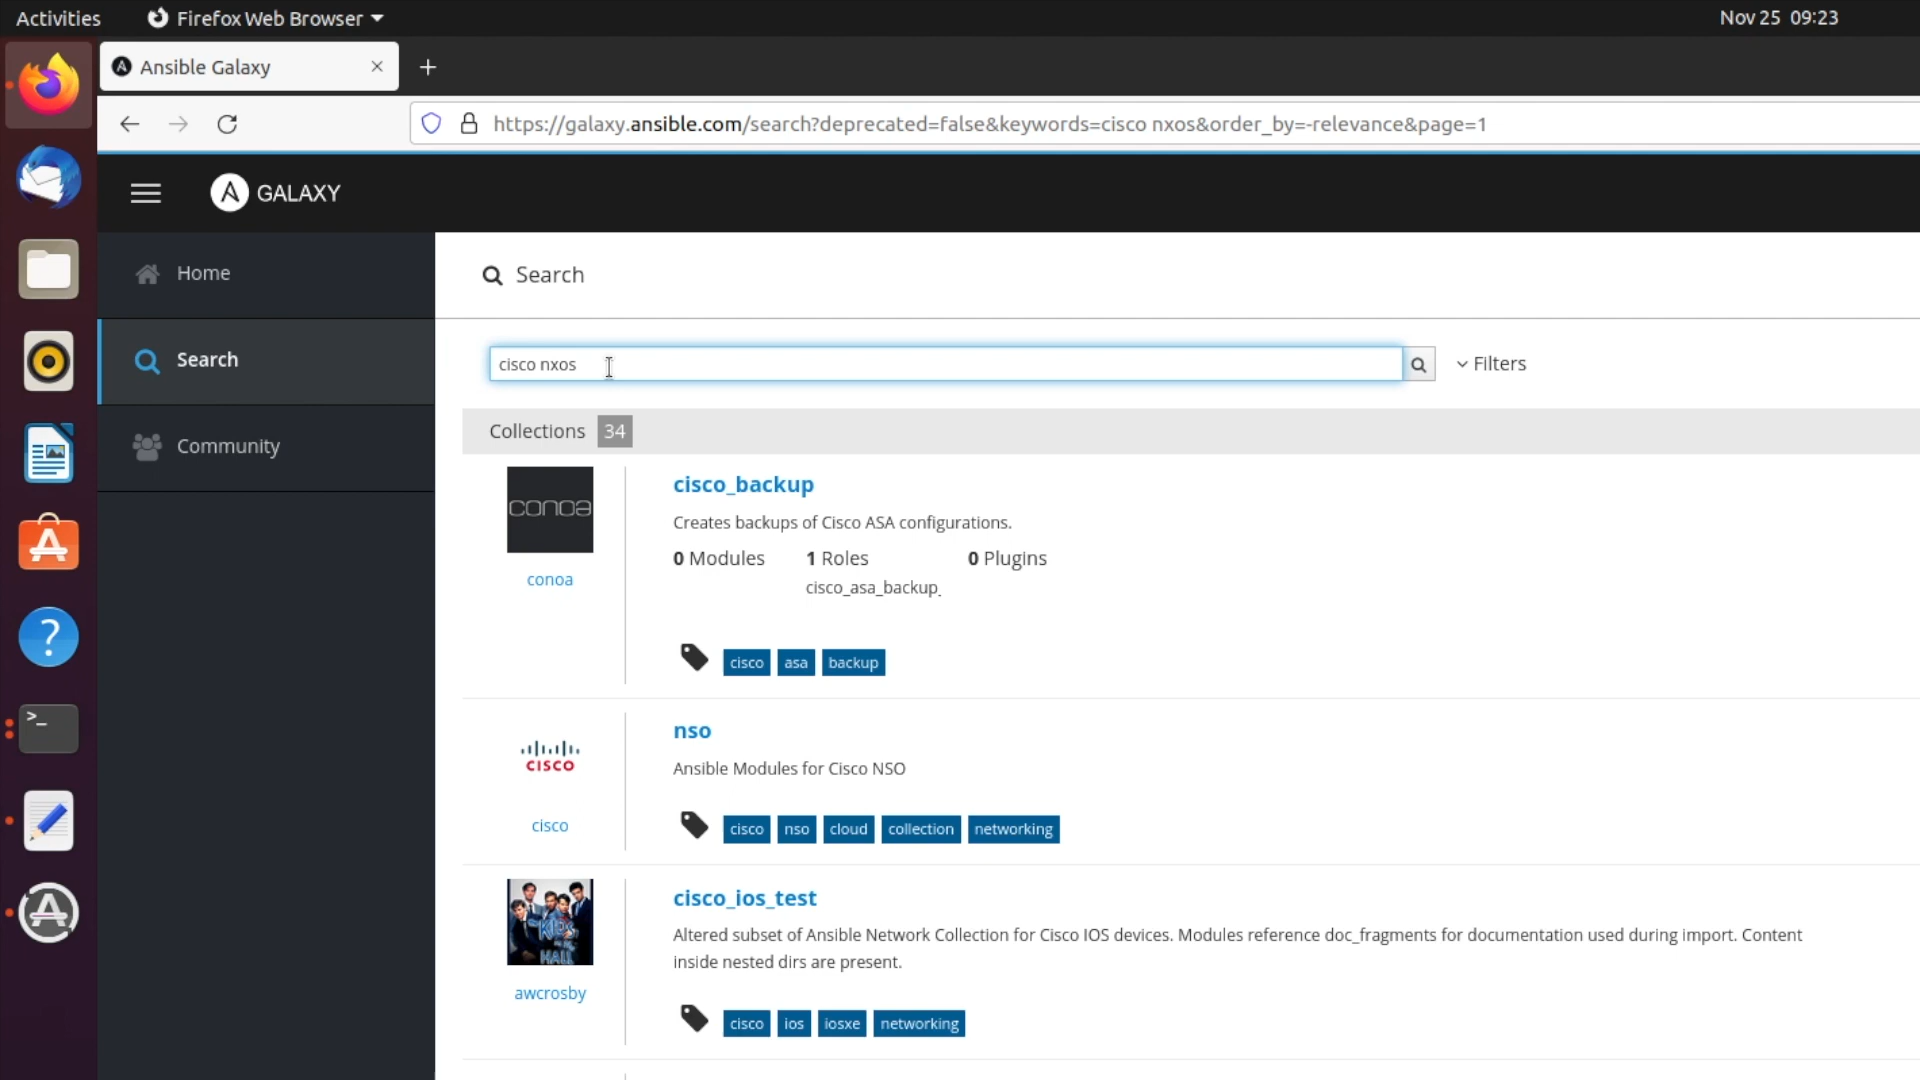 Activities Firefox Web Browser Nov 25 09:23
Ansible Galaxy
https://galaxy.ansible.com/search?deprecated=false&keywords=cisco nxos&order_by=-relevance&page=1
GALAXY
Home
Search
Community
Search
cisco nxos
Filters
Collections 34
conoa
conoa
cisco_backup
Creates backups of Cisco ASA configurations.
0 Modules 1 Roles 0 Plugins
cisco_asa_backup_
cisco asa backup
CISCO
cisco
nso
Ansible Modules for Cisco NSO
cisco nso cloud collection networking
KIDS
HALL
awcrosby
cisco_ios_test
Altered subset of Ansible Network Collection for Cisco IOS devices. Modules reference doc_fragments for documentation used during import. Content
inside nested dirs are present.
cisco ios iosxe networking